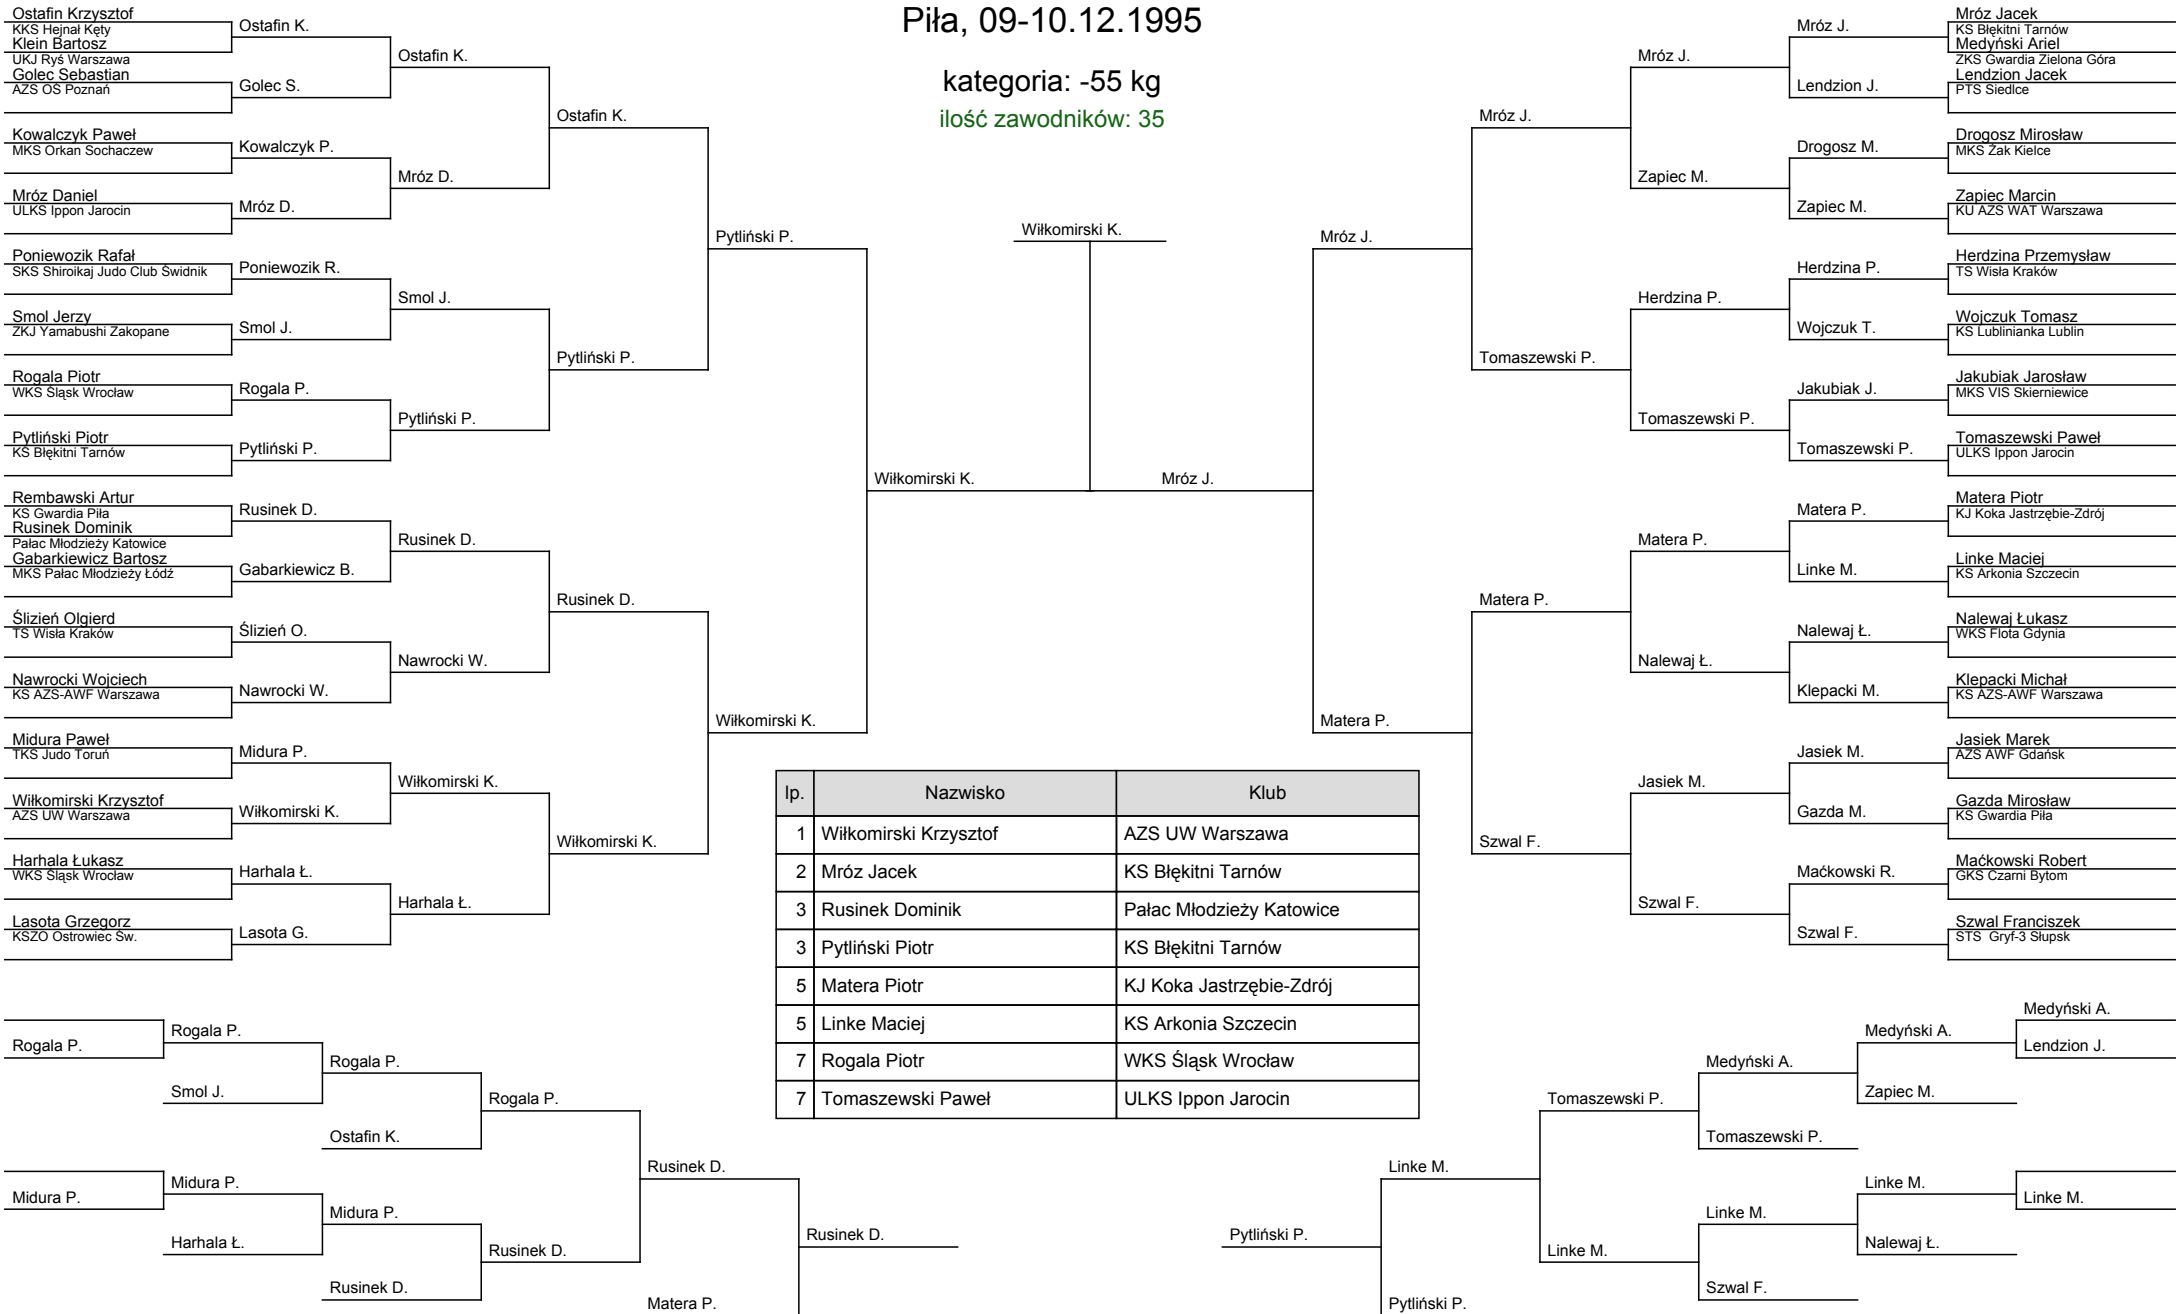 Piła, 09-10.12.1995
kategoria: -55 kg
ilość zawodników: 35
Ostafin Krzysztof
KKS Hejnał Kęty
Klein Bartosz
UKJ Ryś Warszawa
Golec Sebastian
AZS OŚ Poznań
Kowalczyk Paweł
MKS Orkan Sochaczew
Mróz Daniel
ULKS Ippon Jarocin
Poniewozik Rafał
SKS Shiroikaj Judo Club Świdnik
Smol Jerzy
ZKJ Yamabushi Zakopane
Rogala Piotr
WKS Śląsk Wrocław
Pytliński Piotr
KS Błękitni Tarnów
Rembawski Artur
KS Gwardia Piła
Rusinek Dominik
Pałac Młodzieży Katowice
Gabarkiewicz Bartosz
MKS Pałac Młodzieży Łódź
Ślizień Olgierd
TS Wisła Kraków
Nawrocki Wojciech
KS AZS-AWF Warszawa
Midura Paweł
TKS Judo Toruń
Wiłkomirski Krzysztof
AZS UW Warszawa
Harhala Łukasz
WKS Śląsk Wrocław
Lasota Grzegorz
KSZO Ostrowiec Św.
Ostafin K.
Golec S.
Kowalczyk P.
Mróz D.
Poniewozik R.
Smol J.
Rogala P.
Pytliński P.
Rusinek D.
Gabarkiewicz B.
Ślizień O.
Nawrocki W.
Midura P.
Wiłkomirski K.
Harhala Ł.
Lasota G.
Ostafin K.
Mróz D.
Smol J.
Pytliński P.
Rusinek D.
Nawrocki W.
Wiłkomirski K.
Harhala Ł.
Ostafin K.
Pytliński P.
Rusinek D.
Wiłkomirski K.
Pytliński P.
Wiłkomirski K.
Wiłkomirski K.
Wiłkomirski K.
Mróz J.
Mróz J.
Matera P.
Mróz J.
Tomaszewski P.
Matera P.
Szwal F.
Mróz J.
Zapiec M.
Herdzina P.
Tomaszewski P.
Matera P.
Nalewaj Ł.
Jasiek M.
Szwal F.
Mróz J.
Lendzion J.
Drogosz M.
Zapiec M.
Herdzina P.
Wojczuk T.
Jakubiak J.
Tomaszewski P.
Matera P.
Linke M.
Nalewaj Ł.
Klepacki M.
Jasiek M.
Gazda M.
Maćkowski R.
Szwal F.
Mróz Jacek
KS Błękitni Tarnów
Medyński Ariel
ZKS Gwardia Zielona Góra
Lendzion Jacek
PTS Siedlce
Drogosz Mirosław
MKS Żak Kielce
Zapiec Marcin
KU AZS WAT Warszawa
Herdzina Przemysław
TS Wisła Kraków
Wojczuk Tomasz
KS Lublinianka Lublin
Jakubiak Jarosław
MKS VIS Skierniewice
Tomaszewski Paweł
ULKS Ippon Jarocin
Matera Piotr
KJ Koka Jastrzębie-Zdrój
Linke Maciej
KS Arkonia Szczecin
Nalewaj Łukasz
WKS Flota Gdynia
Klepacki Michał
KS AZS-AWF Warszawa
Jasiek Marek
AZS AWF Gdańsk
Gazda Mirosław
KS Gwardia Piła
Maćkowski Robert
GKS Czarni Bytom
Szwal Franciszek
STS Gryf-3 Słupsk
lp. Nazwisko Klub
1 Wiłkomirski Krzysztof AZS UW Warszawa
2 Mróz Jacek KS Błękitni Tarnów
3 Rusinek Dominik Pałac Młodzieży Katowice
3 Pytliński Piotr KS Błękitni Tarnów
5 Matera Piotr KJ Koka Jastrzębie-Zdrój
5 Linke Maciej KS Arkonia Szczecin
7 Rogala Piotr WKS Śląsk Wrocław
7 Tomaszewski Paweł ULKS Ippon Jarocin
Rogala P.
Midura P.
Rogala P.
Smol J.
Midura P.
Harhala Ł.
Rogala P.
Ostafin K.
Midura P.
Rusinek D.
Rogala P.
Rusinek D.
Rusinek D.
Matera P.
Rusinek D.
Pytliński P.
Linke M.
Pytliński P.
Tomaszewski P.
Linke M.
Medyński A.
Tomaszewski P.
Linke M.
Szwal F.
Medyński A.
Zapiec M.
Linke M.
Nalewaj Ł.
Medyński A.
Lendzion J.
Linke M.